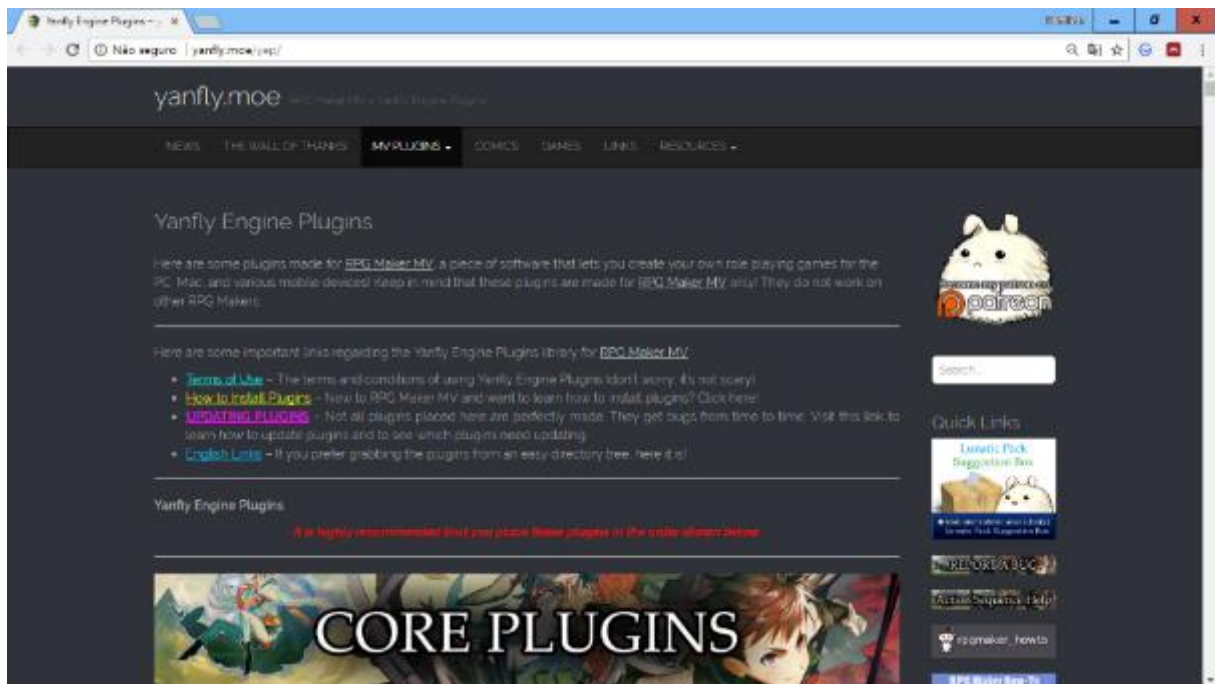 Yanfly Engine Plugins –
Não seguro | yanfly.moe/yep/
yanfly.moe
NEWS THE WALL OF THANKS MV PLUGINS COMICS GAMES LINKS RESOURCES
Yanfly Engine Plugins
Here are some plugins made for RPG Maker MV, a piece of software that lets you create your own role playing games for the
PC, Mac, and various mobile devices! Keep in mind that these plugins are made for RPG Maker MV only! They do not work on
other RPG Makers.
Here are some important links regarding the Yanfly Engine Plugins library for RPG Maker MV
Terms of Use – The terms and conditions of using Yanfly Engine Plugins (don't worry, it's not scary)
How to Install Plugins – New to RPG Maker MV and want to learn how to install plugins? Click here!
UPDATING PLUGINS – Not all plugins placed here are perfectly made. They get bugs from time to time. Visit this link to
learn how to update plugins and to see which plugins need updating.
English Links – If you prefer grabbing the plugins from an easy directory tree, here it is!
Yanfly Engine Plugins
It is highly recommended that you place these plugins in the order shown below
CORE PLUGINS
patreon
Search...
Quick Links
Lunatic Pack
Suggestion Box
REPORT A BUG
Action Sequence Help!
rpgmaker_howto
RPG Maker How-To